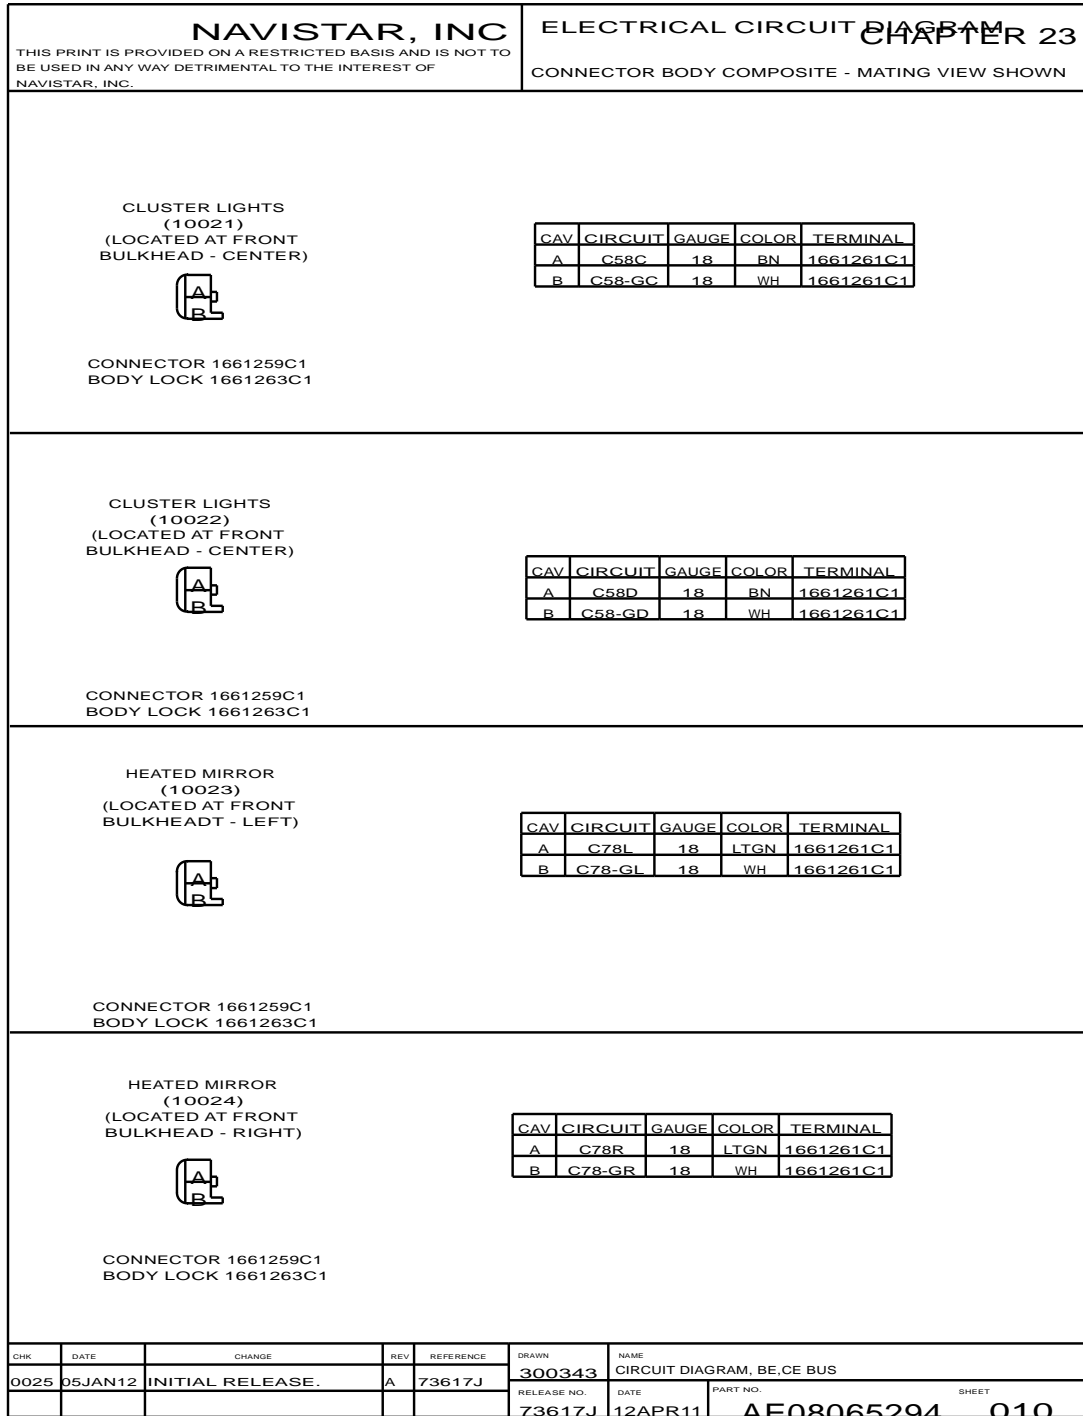 NAVISTAR, INC
THIS PRINT IS PROVIDED ON A RESTRICTED BASIS AND IS NOT TO
BE USED IN ANY WAY DETRIMENTAL TO THE INTEREST OF
NAVISTAR, INC.
ELECTRICAL CIRCUIT DIAGRAM
CHAPTER 23
CONNECTOR BODY COMPOSITE - MATING VIEW SHOWN
CLUSTER LIGHTS
(10021)
(LOCATED AT FRONT
BULKHEAD - CENTER)
A
B
CONNECTOR 1661259C1
BODY LOCK 1661263C1
CAV CIRCUIT GAUGE COLOR TERMINAL
A C58C 18 BN 1661261C1
B C58-GC 18 WH 1661261C1
CLUSTER LIGHTS
(10022)
(LOCATED AT FRONT
BULKHEAD - CENTER)
A
B
CONNECTOR 1661259C1
BODY LOCK 1661263C1
CAV CIRCUIT GAUGE COLOR TERMINAL
A C58D 18 BN 1661261C1
B C58-GD 18 WH 1661261C1
HEATED MIRROR
(10023)
(LOCATED AT FRONT
BULKHEADT - LEFT)
A
B
CONNECTOR 1661259C1
BODY LOCK 1661263C1
CAV CIRCUIT GAUGE COLOR TERMINAL
A C78L 18 LTGN 1661261C1
B C78-GL 18 WH 1661261C1
HEATED MIRROR
(10024)
(LOCATED AT FRONT
BULKHEAD - RIGHT)
A
B
CONNECTOR 1661259C1
BODY LOCK 1661263C1
CAV CIRCUIT GAUGE COLOR TERMINAL
A C78R 18 LTGN 1661261C1
B C78-GR 18 WH 1661261C1
CHK DATE CHANGE REV REFERENCE
0025 05JAN12 INITIAL RELEASE. A 73617J
DRAWN
300343
NAME
CIRCUIT DIAGRAM, BE,CE BUS
RELEASE NO.
73617J
DATE
12APR11
PART NO.
AE08065294
SHEET
010